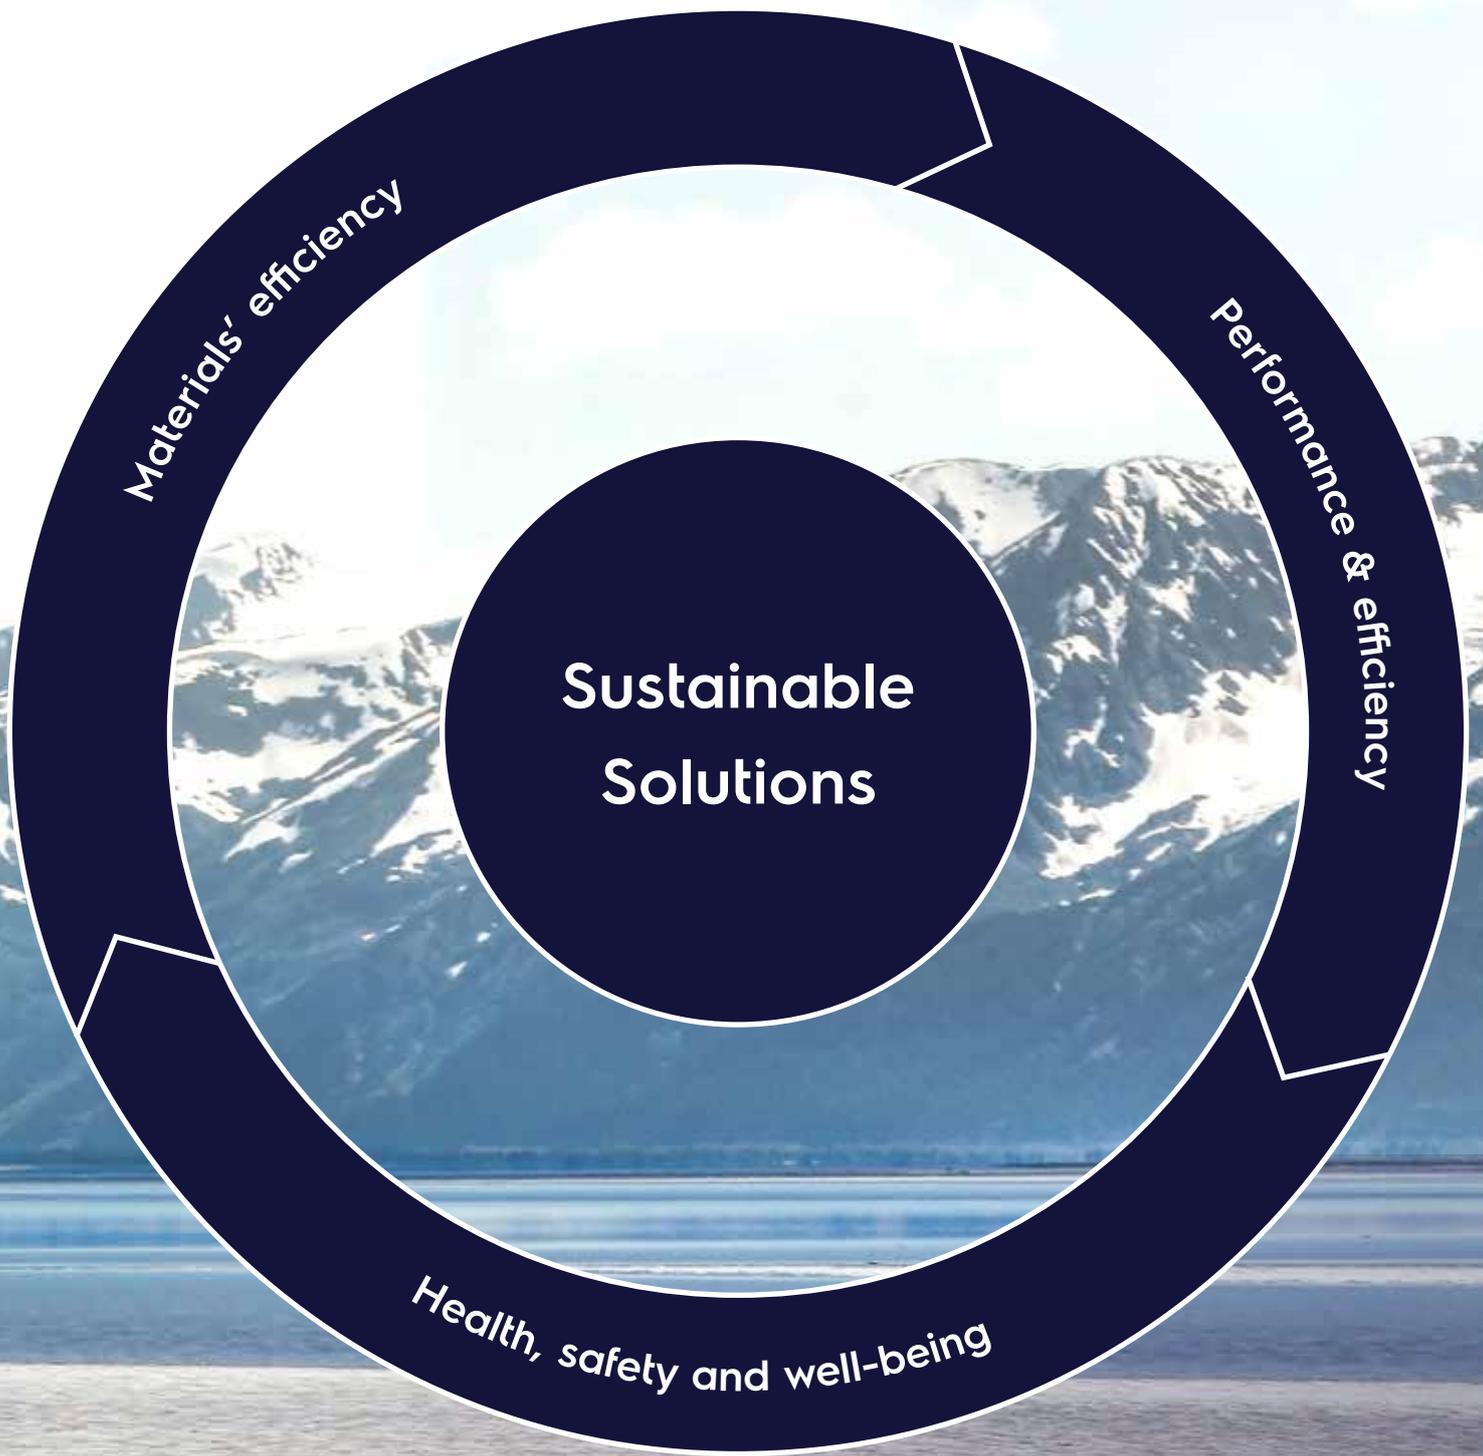 Materials’ efficiency
Performance & efficiency
Sustainable
Solutions
Health, safety and well-being